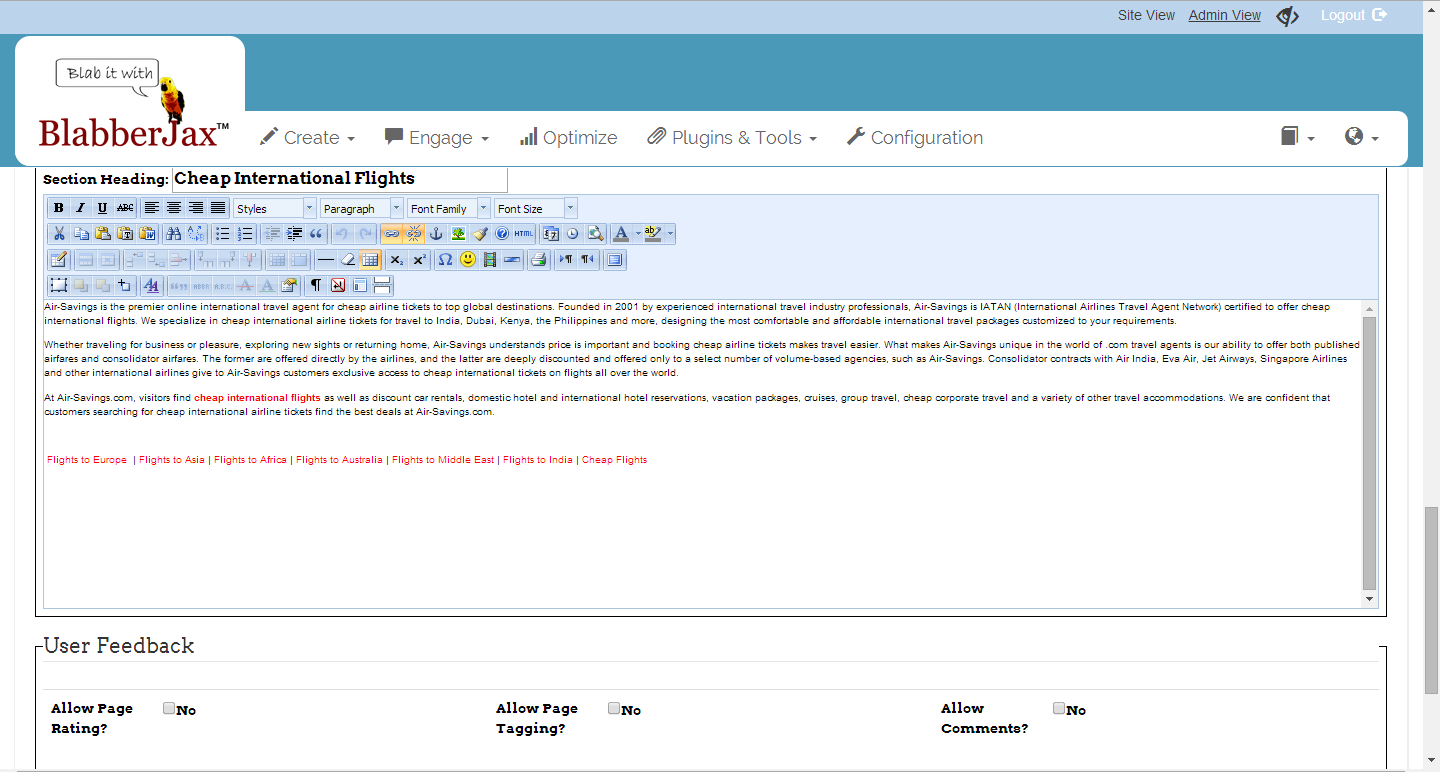 Site View Admin View Logout
Blab it with
BlabberJax™
Create Engage Optimize Plugins & Tools Configuration
Section Heading: Cheap International Flights
B I U ABC Styles Paragraph Font Family Font Size
HTML A ab
x₂ x² Ω
Air-Savings is the premier online international travel agent for cheap airline tickets to top global destinations. Founded in 2001 by experienced international travel industry professionals, Air-Savings is IATAN (International Airlines Travel Agent Network) certified to offer cheap
international flights. We specialize in cheap international airline tickets for travel to India, Dubai, Kenya, the Philippines and more, designing the most comfortable and affordable international travel packages customized to your requirements.
Whether traveling for business or pleasure, exploring new sights or returning home, Air-Savings understands price is important and booking cheap airline tickets makes travel easier. What makes Air-Savings unique in the world of .com travel agents is our ability to offer both published
airfares and consolidator airfares. The former are offered directly by the airlines, and the latter are deeply discounted and offered only to a select number of volume-based agencies, such as Air-Savings. Consolidator contracts with Air India, Eva Air, Jet Airways, Singapore Airlines
and other international airlines give to Air-Savings customers exclusive access to cheap international tickets on flights all over the world.
At Air-Savings.com, visitors find cheap international flights as well as discount car rentals, domestic hotel and international hotel reservations, vacation packages, cruises, group travel, cheap corporate travel and a variety of other travel accommodations. We are confident that
customers searching for cheap international airline tickets find the best deals at Air-Savings.com.
Flights to Europe | Flights to Asia | Flights to Africa | Flights to Australia | Flights to Middle East | Flights to India | Cheap Flights
User Feedback
Allow Page Rating? No
Allow Page Tagging? No
Allow Comments? No